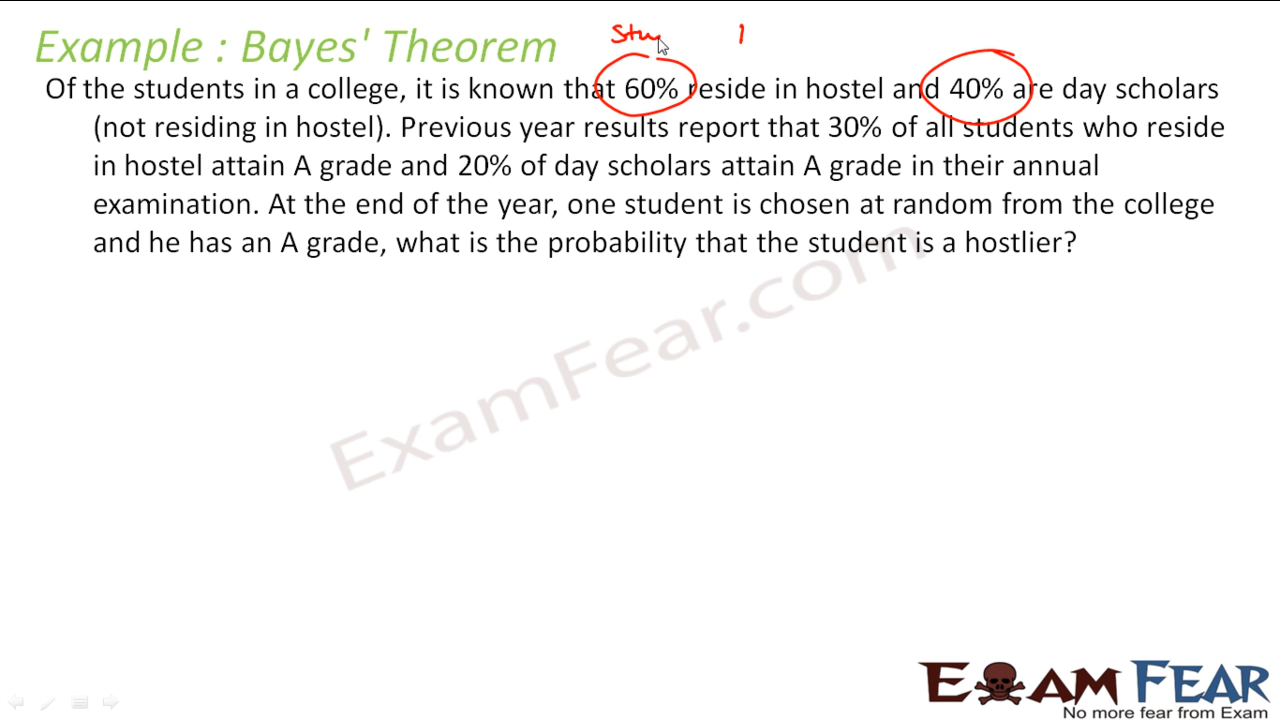 Stu 1
Example : Bayes' Theorem
Of the students in a college, it is known that 60% reside in hostel and 40% are day scholars
(not residing in hostel). Previous year results report that 30% of all students who reside
in hostel attain A grade and 20% of day scholars attain A grade in their annual
examination. At the end of the year, one student is chosen at random from the college
and he has an A grade, what is the probability that the student is a hostlier?
ExamFear.com
EXAM FEAR
No more fear from Exam